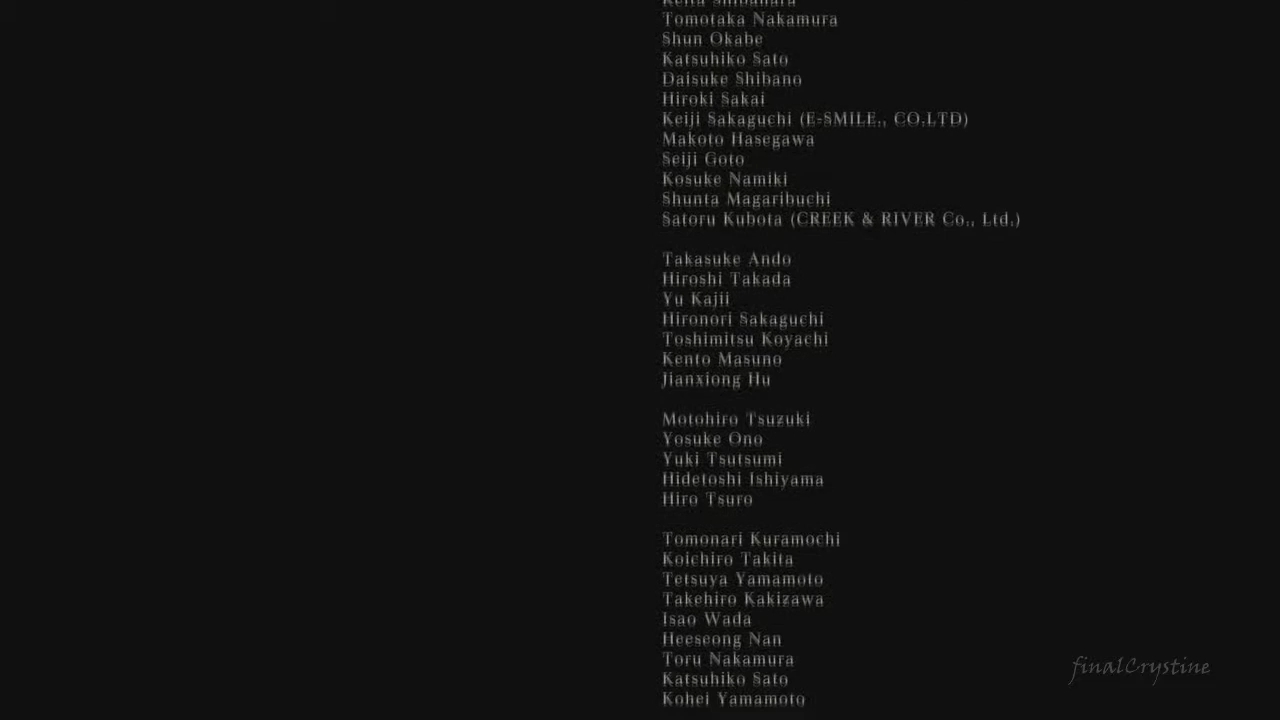 Tomotaka Nakamura
Shun Okabe
Katsuhiko Sato
Daisuke Shibano
Hiroki Sakai
Keiji Sakaguchi (E-SMILE., CO.LTD)
Makoto Hasegawa
Seiji Goto
Kosuke Namiki
Shunta Magaribuchi
Satoru Kubota (CREEK & RIVER Co., Ltd.)
Takasuke Ando
Hiroshi Takada
Yu Kajii
Hironori Sakaguchi
Toshimitsu Koyachi
Kento Masuno
Jianxiong Hu
Motohiro Tsuzuki
Yosuke Ono
Yuki Tsutsumi
Hidetoshi Ishiyama
Hiro Tsuro
Tomonari Kuramochi
Koichiro Takita
Tetsuya Yamamoto
Takehiro Kakizawa
Isao Wada
Heeseong Nan
Toru Nakamura
Katsuhiko Sato
Kohei Yamamoto
finalCrystine